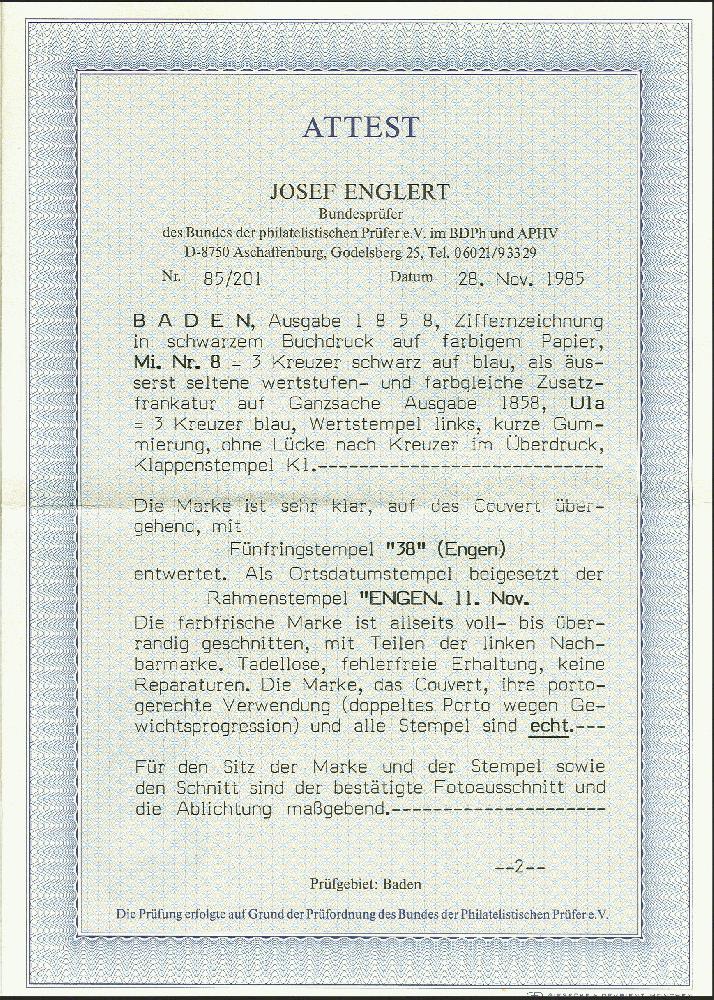 ATTEST
JOSEF ENGLERT
Bundesprüfer
des Bundes der philatelistischen Prüfer e.V. im BDPh und APHV
D-8750 Aschaffenburg, Godelsberg 25, Tel. 06021/93329
Nr. 85/201 Datum 28. Nov. 1985
B A D E N, Ausgabe 1 8 5 8, Ziffernzeichnung
in schwarzem Buchdruck auf farbigem Papier,
Mi. Nr. 8 = 3 Kreuzer schwarz auf blau, als äus-
serst seltene wertstufen- und farbgleiche Zusatz-
frankatur auf Ganzsache Ausgabe 1858, U1a
= 3 Kreuzer blau, Wertstempel links, kurze Gum-
mierung, ohne Lücke nach Kreuzer im Überdruck,
Klappenstempel K1.----------------------------
Die Marke ist sehr klar, auf das Couvert über-
gehend, mit
Fünfringstempel "38" (Engen)
entwertet. Als Ortsdatumstempel beigesetzt der
Rahmenstempel "ENGEN. 11. Nov.
Die farbfrische Marke ist allseits voll- bis über-
randig geschnitten, mit Teilen der linken Nach-
barmarke. Tadellose, fehlerfreie Erhaltung, keine
Reparaturen. Die Marke, das Couvert, ihre porto-
gerechte Verwendung (doppeltes Porto wegen Ge-
wichtsprogression) und alle Stempel sind echt.---
Für den Sitz der Marke und der Stempel sowie
den Schnitt sind der bestätigte Fotoausschnitt und
die Ablichtung maßgebend.---------------------
--2--
Prüfgebiet: Baden
Die Prüfung erfolgte auf Grund der Prüfordnung des Bundes der Philatelistischen Prüfer e.V.
GIESECKE & DEVRIENT MÜNCHEN